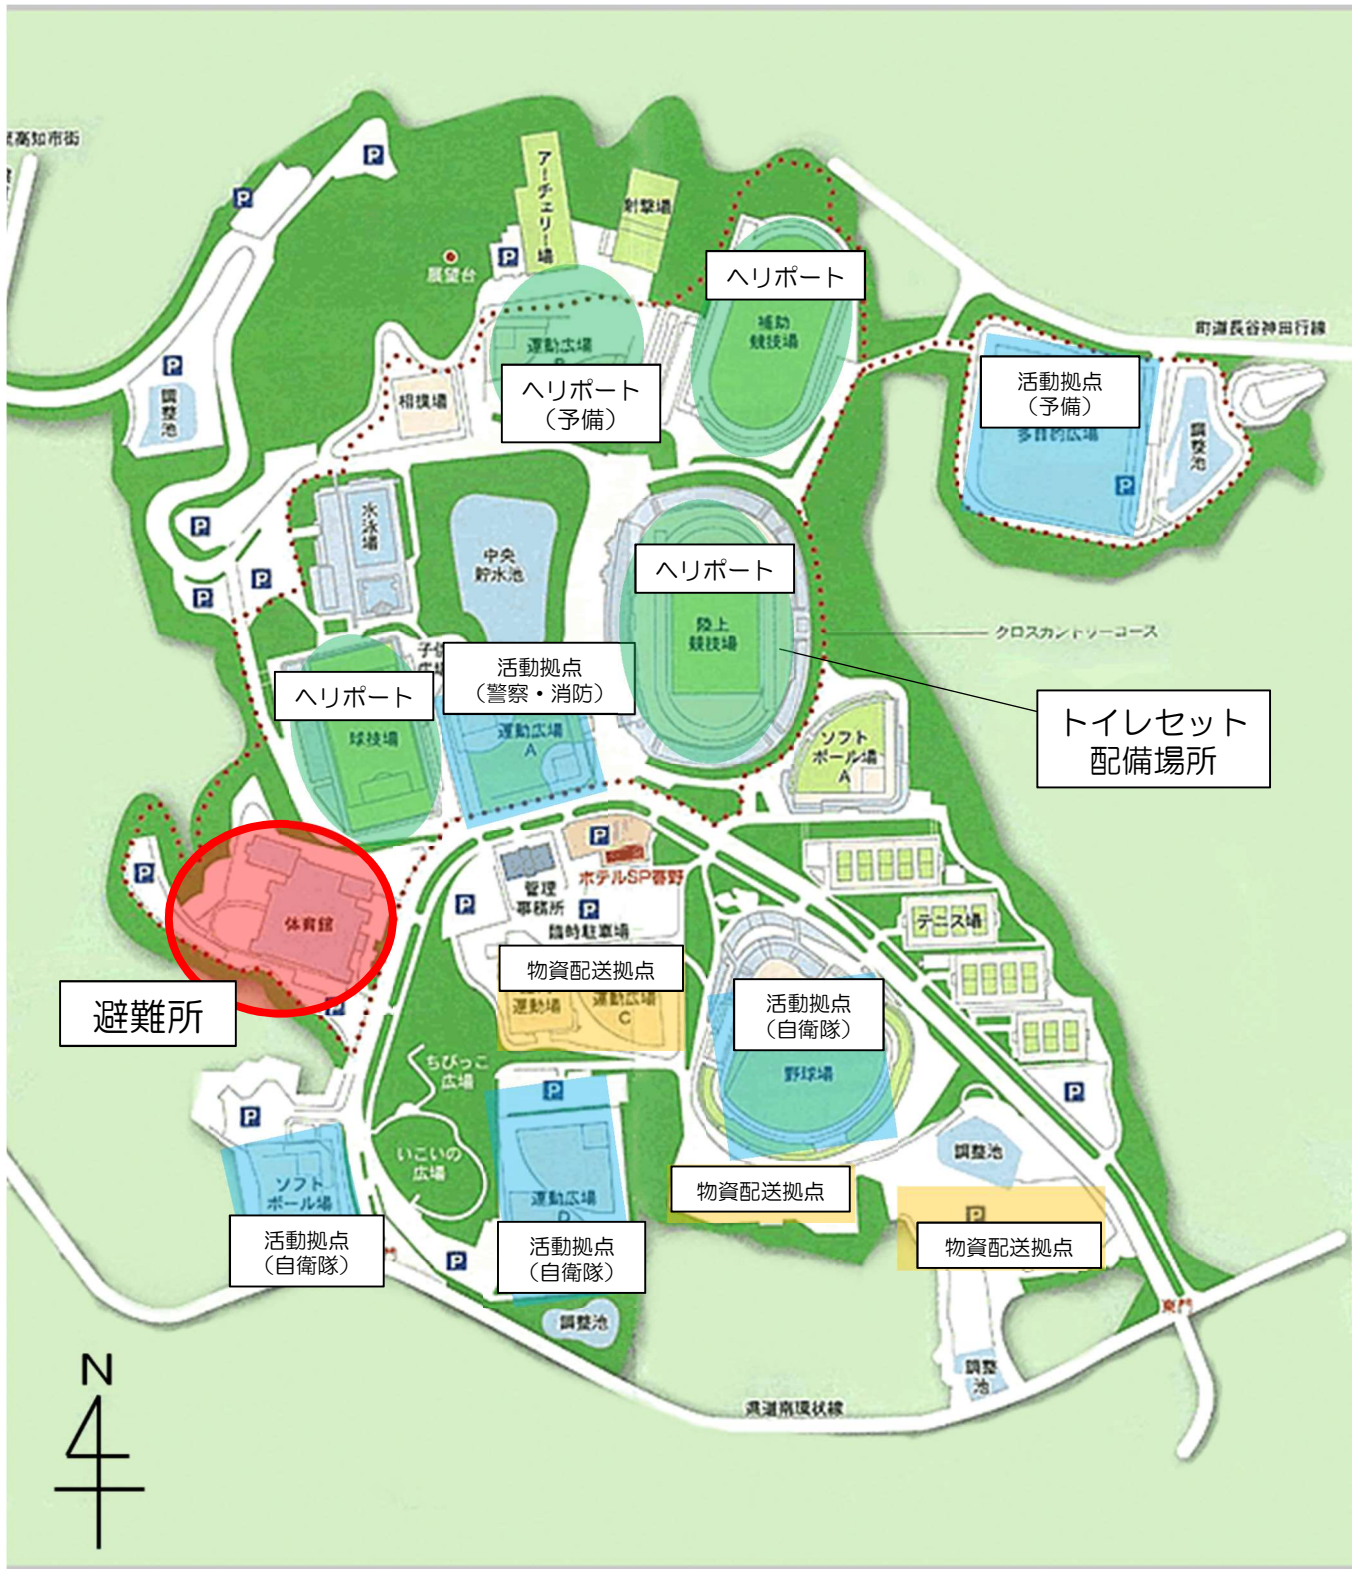 高知市街
P
P
アーチェリー場
射撃場
P
展望台
ヘリポート
補助
競技場
町道長谷神田行線
運動広場
ヘリポート
（予備）
活動拠点
（予備）
多目的広場
P
調整池
P
調整池
相撲場
P
水泳場
中央
貯水池
P
P
ヘリポート
陸上
競技場
クロスカントリーコース
活動拠点
（警察・消防）
運動広場
A
ヘリポート
球技場
トイレセット
配備場所
ソフト
ボール場
A
P
体育館
P
避難所
P
ホテルSP春野
管理
事務所
P
P
臨時駐車場
テニス場
物資配送拠点
運動場
運動広場
C
活動拠点
（自衛隊）
野球場
ちびっこ
広場
P
P
P
いこいの
広場
ソフト
ボール場
活動拠点
（自衛隊）
門
P
運動広場
D
活動拠点
（自衛隊）
調整池
物資配送拠点
調整池
P
物資配送拠点
東門
調整
池
県道南環状線
N